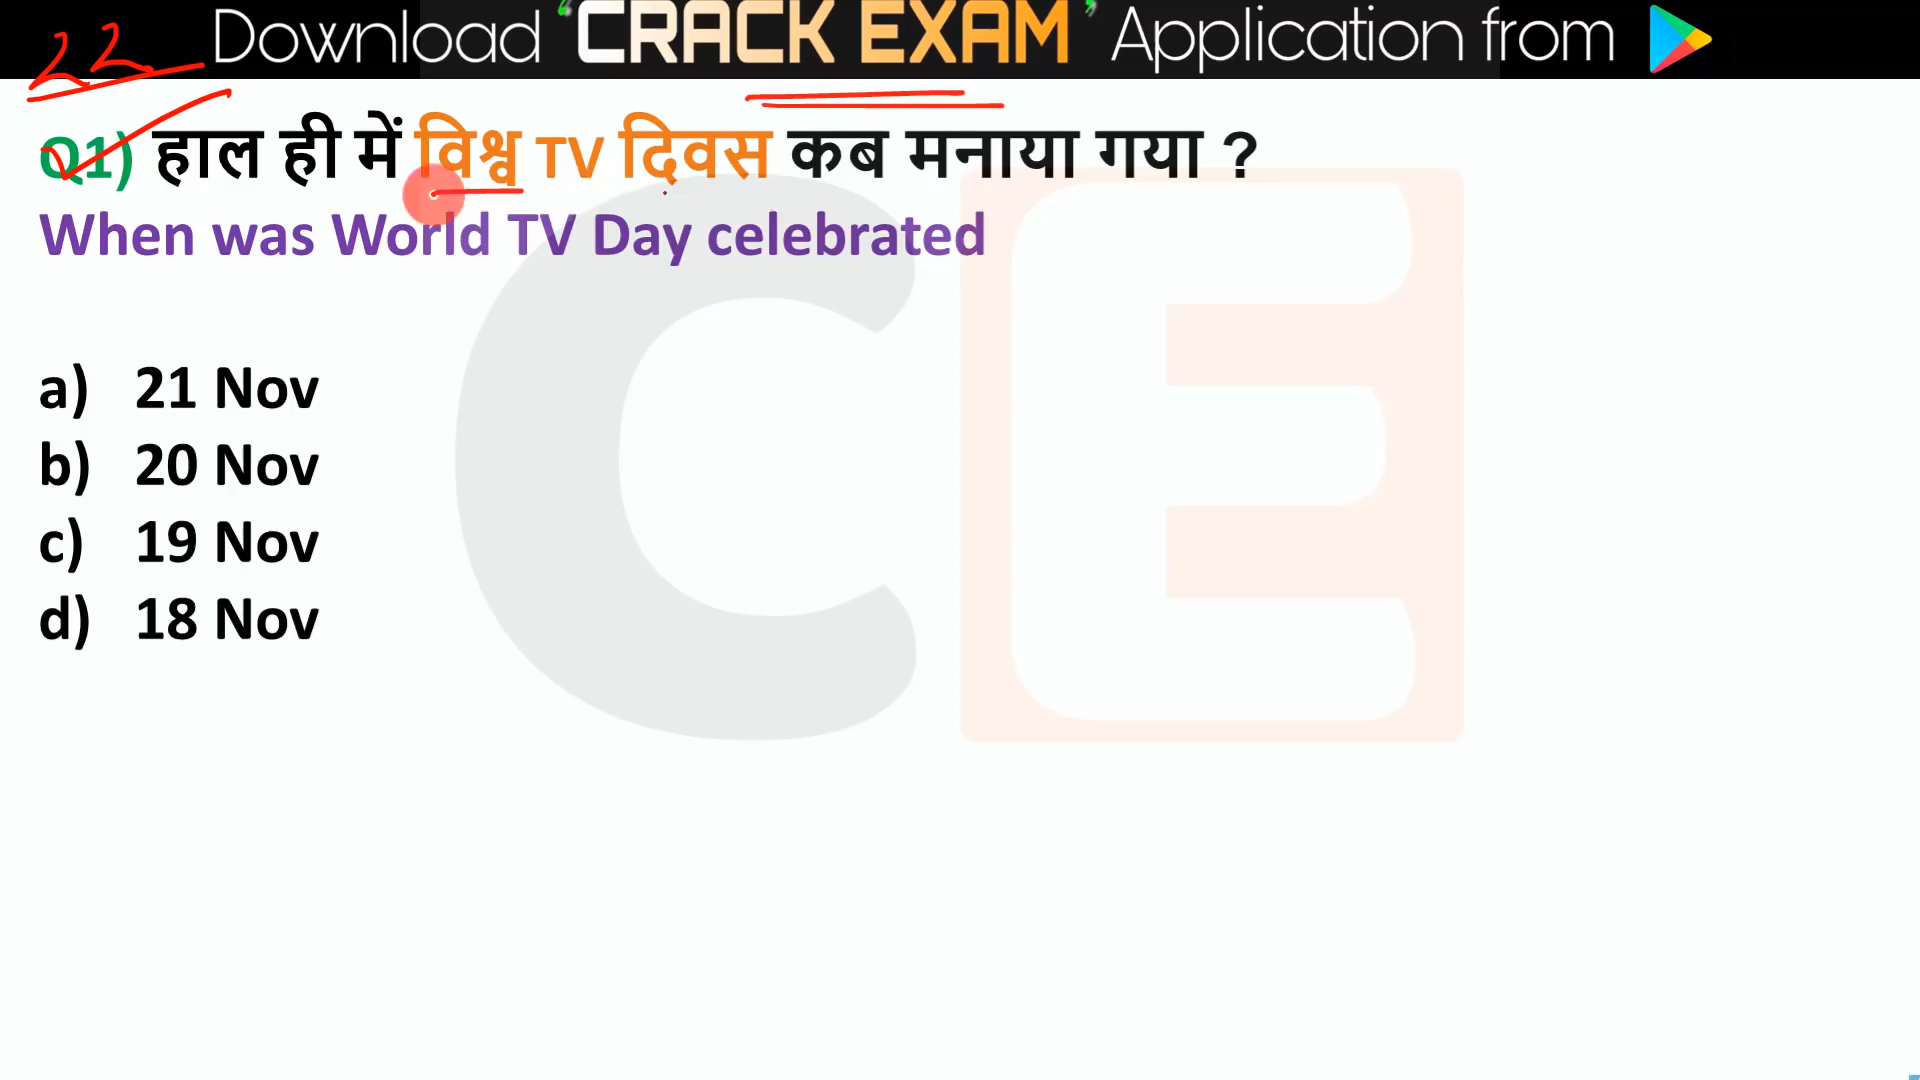 22 Download ‘CRACK EXAM’ Application from
Q1) हाल ही में विश्व TV दिवस कब मनाया गया ?
When was World TV Day celebrated
a) 21 Nov
b) 20 Nov
c) 19 Nov
d) 18 Nov
CE